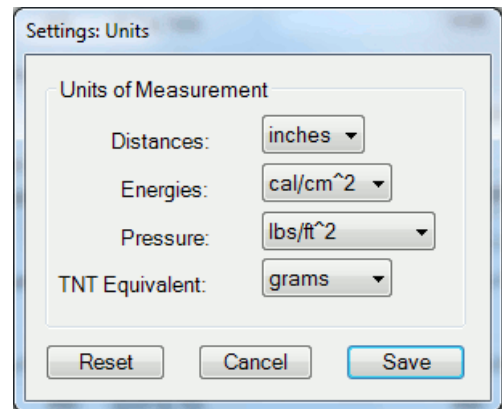 Settings: Units
Units of Measurement
Distances: inches
Energies: cal/cm^2
Pressure: lbs/ft^2
TNT Equivalent: grams
Reset Cancel Save